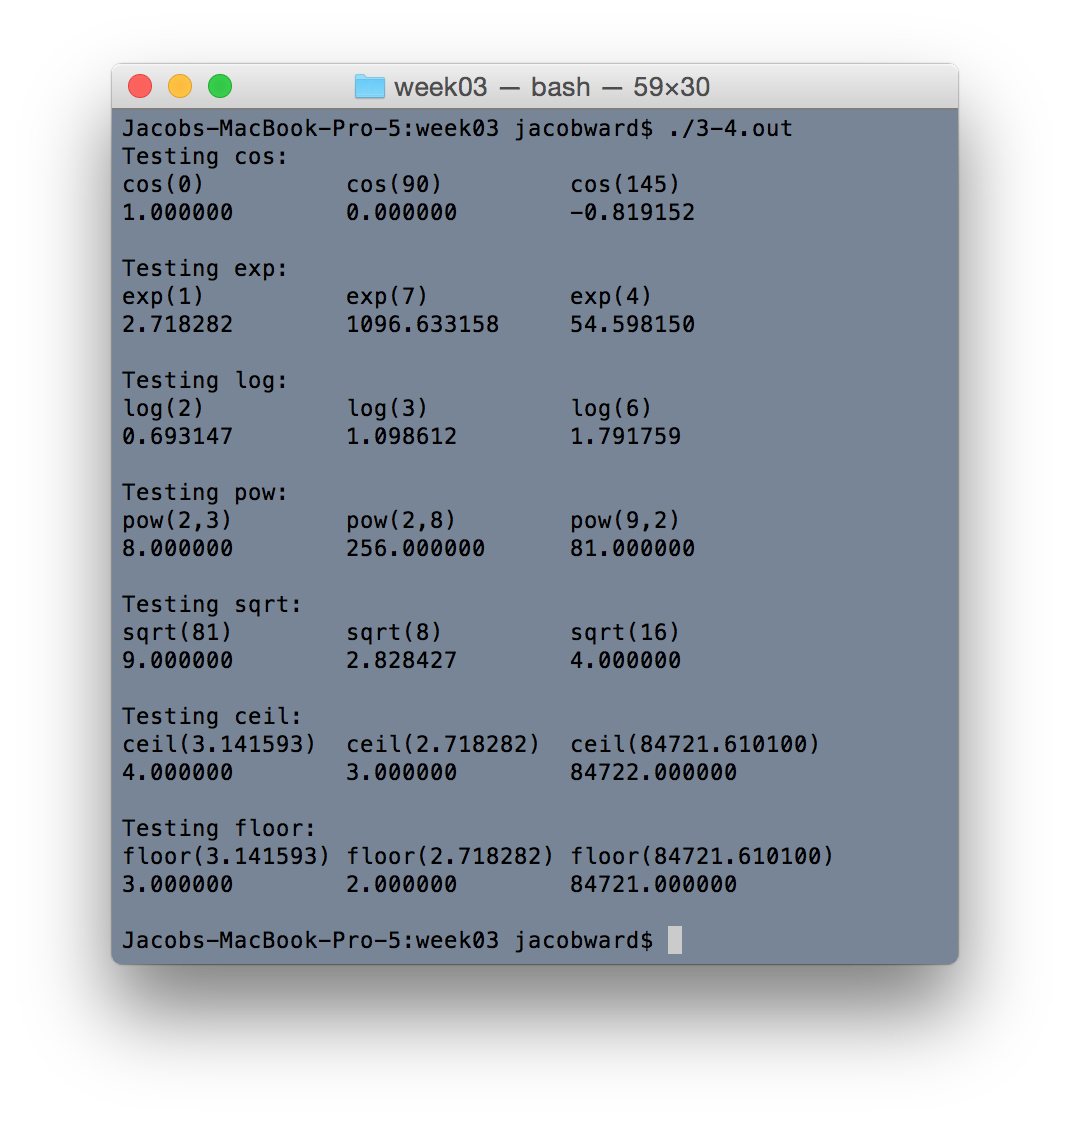 week03 — bash — 59×30
Jacobs-MacBook-Pro-5:week03 jacobward$ ./3-4.out
Testing cos:
cos(0)          cos(90)         cos(145)
1.000000        0.000000        -0.819152
Testing exp:
exp(1)          exp(7)          exp(4)
2.718282        1096.633158     54.598150
Testing log:
log(2)          log(3)          log(6)
0.693147        1.098612        1.791759
Testing pow:
pow(2,3)        pow(2,8)        pow(9,2)
8.000000        256.000000      81.000000
Testing sqrt:
sqrt(81)        sqrt(8)         sqrt(16)
9.000000        2.828427        4.000000
Testing ceil:
ceil(3.141593)  ceil(2.718282)  ceil(84721.610100)
4.000000        3.000000        84722.000000
Testing floor:
floor(3.141593) floor(2.718282) floor(84721.610100)
3.000000        2.000000        84721.000000
Jacobs-MacBook-Pro-5:week03 jacobward$